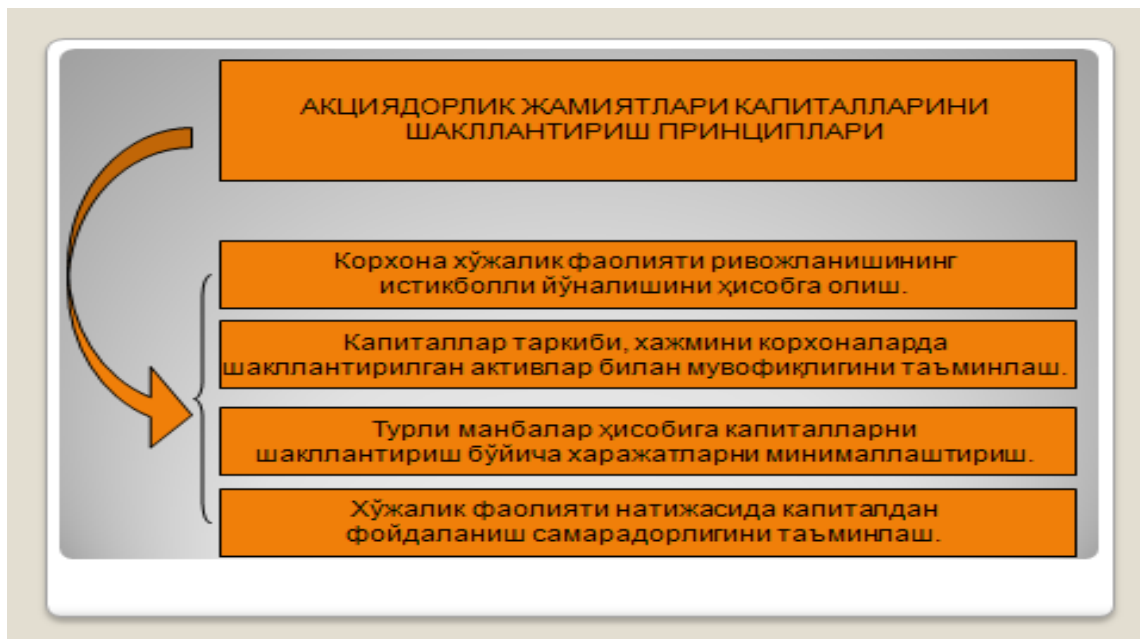 АКЦИЯДОРЛИК ЖАМИЯТЛАРИ КАПИТАЛЛАРИНИ
ШАКЛЛАНТИРИШ ПРИНЦИПЛАРИ
Корхона хўжалик фаолияти ривожланишининг
истикболли йўналишини ҳисобга олиш.
Капиталлар таркиби, хажмини корхоналарда
шакллантирилган активлар билан мувофиқлигини таъминлаш.
Турли манбалар ҳисобига капиталларни
шакллантириш бўйича харажатларни минималлаштириш.
Хўжалик фаолияти натижасида капиталдан
фойдаланиш самарадорлигини таъминлаш.